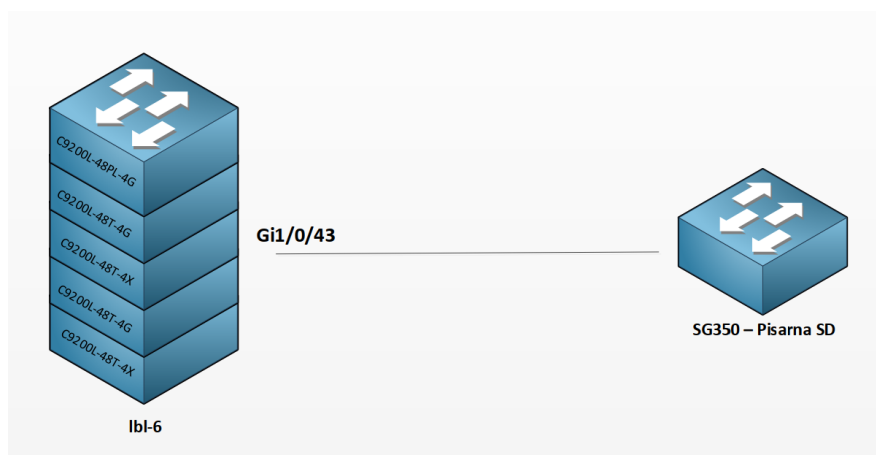 C9200L-48PL-4G
C9200L-48T-4G
C9200L-48T-4X
C9200L-48T-4G
C9200L-48T-4X
Gi1/0/43
lbl-6
SG350 – Pisarna SD